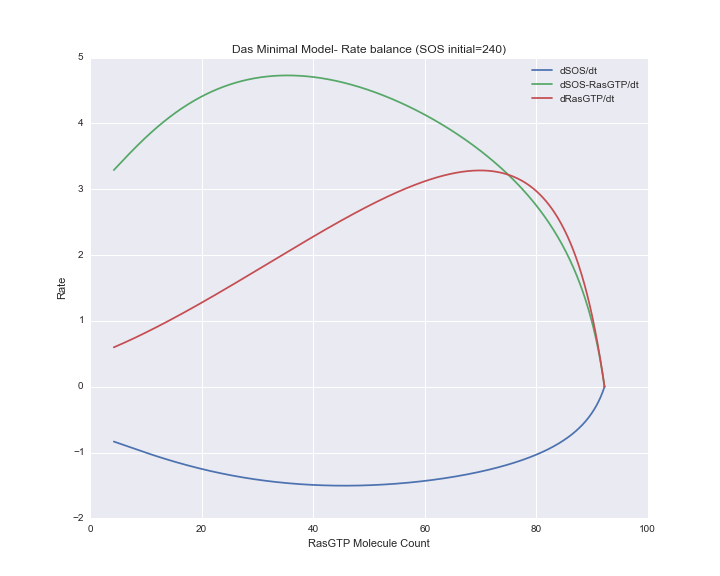 Das Minimal Model- Rate balance (SOS initial=240)
5
4
3
2
1
0
−1
−2
Rate
dSOS/dt
dSOS-RasGTP/dt
dRasGTP/dt
0 20 40 60 80 100
RasGTP Molecule Count